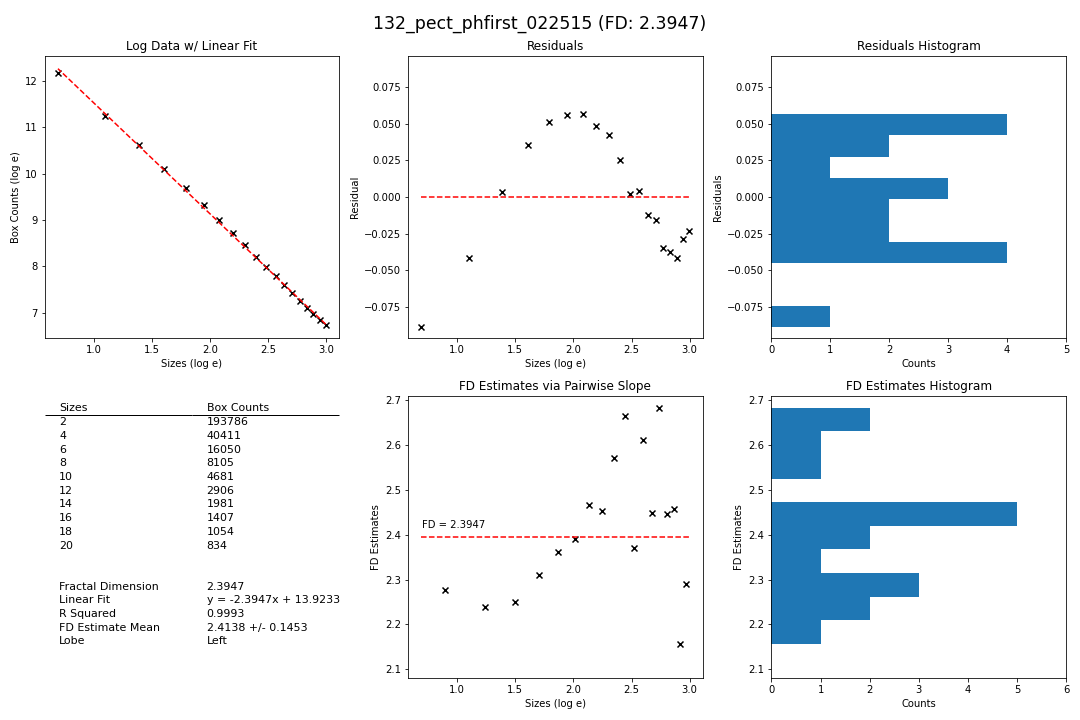 132_pect_phfirst_022515 (FD: 2.3947)
Log Data w/ Linear Fit
Box Counts (log e)
12
11
10
9
8
7
1.0 1.5 2.0 2.5 3.0
Sizes (log e)
Residuals
Residual
0.075
0.050
0.025
0.000
−0.025
−0.050
−0.075
1.0 1.5 2.0 2.5 3.0
Sizes (log e)
Residuals Histogram
Residuals
0.075
0.050
0.025
0.000
−0.025
−0.050
−0.075
0 1 2 3 4 5
Counts
Sizes Box Counts
2 193786
4 40411
6 16050
8 8105
10 4681
12 2906
14 1981
16 1407
18 1054
20 834
Fractal Dimension 2.3947
Linear Fit y = -2.3947x + 13.9233
R Squared 0.9993
FD Estimate Mean 2.4138 +/- 0.1453
Lobe Left
FD Estimates via Pairwise Slope
FD Estimates
2.7
2.6
2.5
2.4
2.3
2.2
2.1
FD = 2.3947
1.0 1.5 2.0 2.5 3.0
Sizes (log e)
FD Estimates Histogram
FD Estimates
2.7
2.6
2.5
2.4
2.3
2.2
2.1
0 1 2 3 4 5 6
Counts